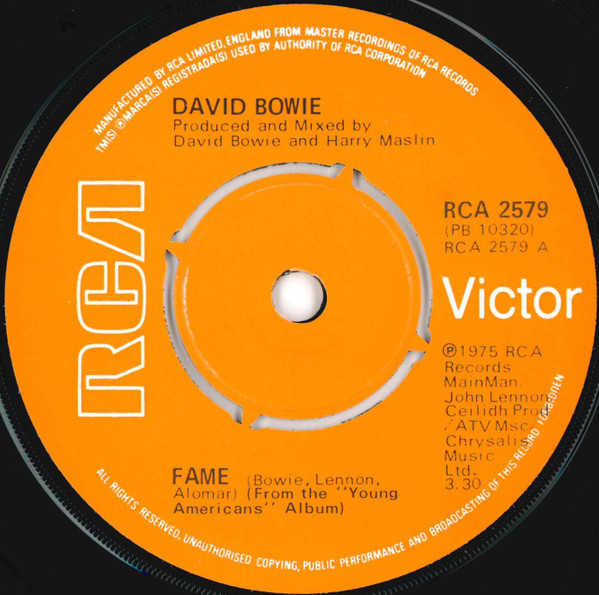 MANUFACTURED BY RCA LIMITED, ENGLAND FROM MASTER RECORDINGS OF RCA RECORDS
TM(S) ® MARCA(S) REGISTRADA(S) USED BY AUTHORITY OF RCA CORPORATION
DAVID BOWIE
Produced and Mixed by
David Bowie and Harry Maslin
RCA
RCA 2579
(PB 10320)
RCA 2579 A
Victor
℗1975 RCA
Records
MainMan
John Lennon
Ceilidh Prod
/ATV Msc
Chrysalis
Music
Ltd.
3.30
FAME (Bowie, Lennon,
Alomar) (From the "Young
Americans" Album)
ALL RIGHTS RESERVED, UNAUTHORISED COPYING, PUBLIC PERFORMANCE AND BROADCASTING OF THIS RECORD FORBIDDEN